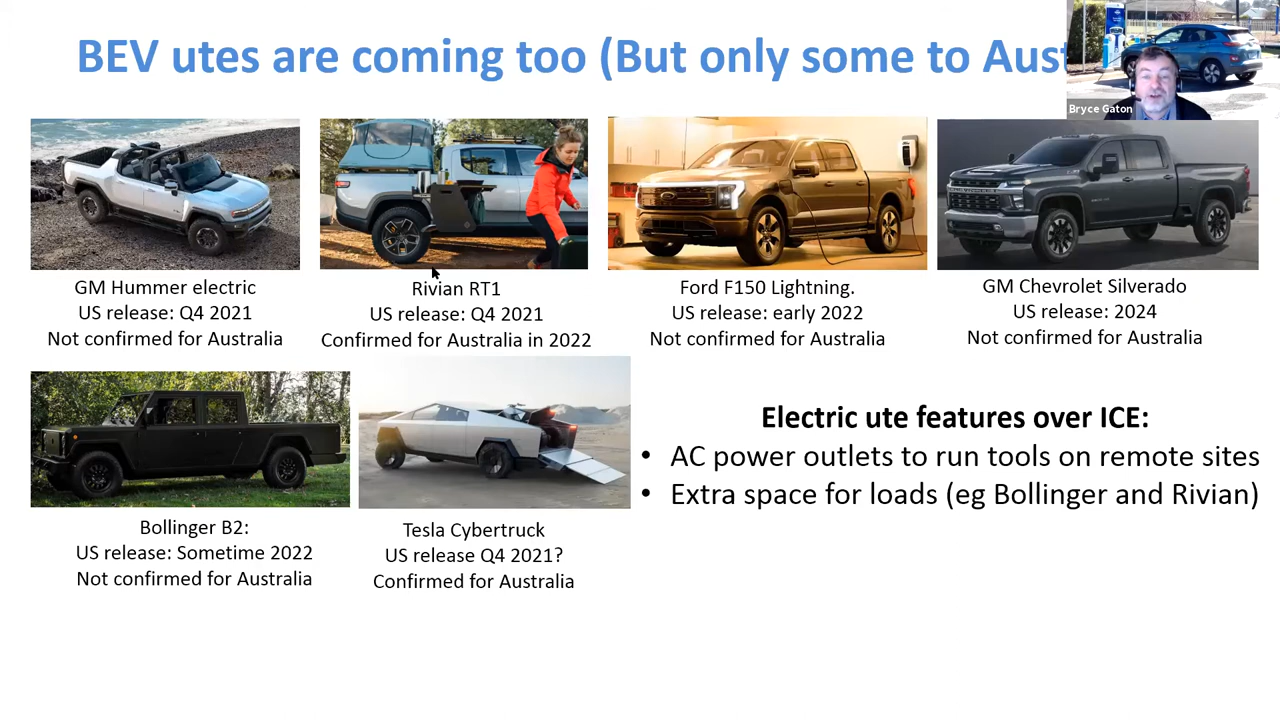 BEV utes are coming too (But only some to Aust
Bryce Gaton
GM Hummer electric
US release: Q4 2021
Not confirmed for Australia
Rivian RT1
US release: Q4 2021
Confirmed for Australia in 2022
Ford F150 Lightning.
US release: early 2022
Not confirmed for Australia
GM Chevrolet Silverado
US release: 2024
Not confirmed for Australia
Bollinger B2:
US release: Sometime 2022
Not confirmed for Australia
Tesla Cybertruck
US release Q4 2021?
Confirmed for Australia
Electric ute features over ICE:
• AC power outlets to run tools on remote sites
• Extra space for loads (eg Bollinger and Rivian)